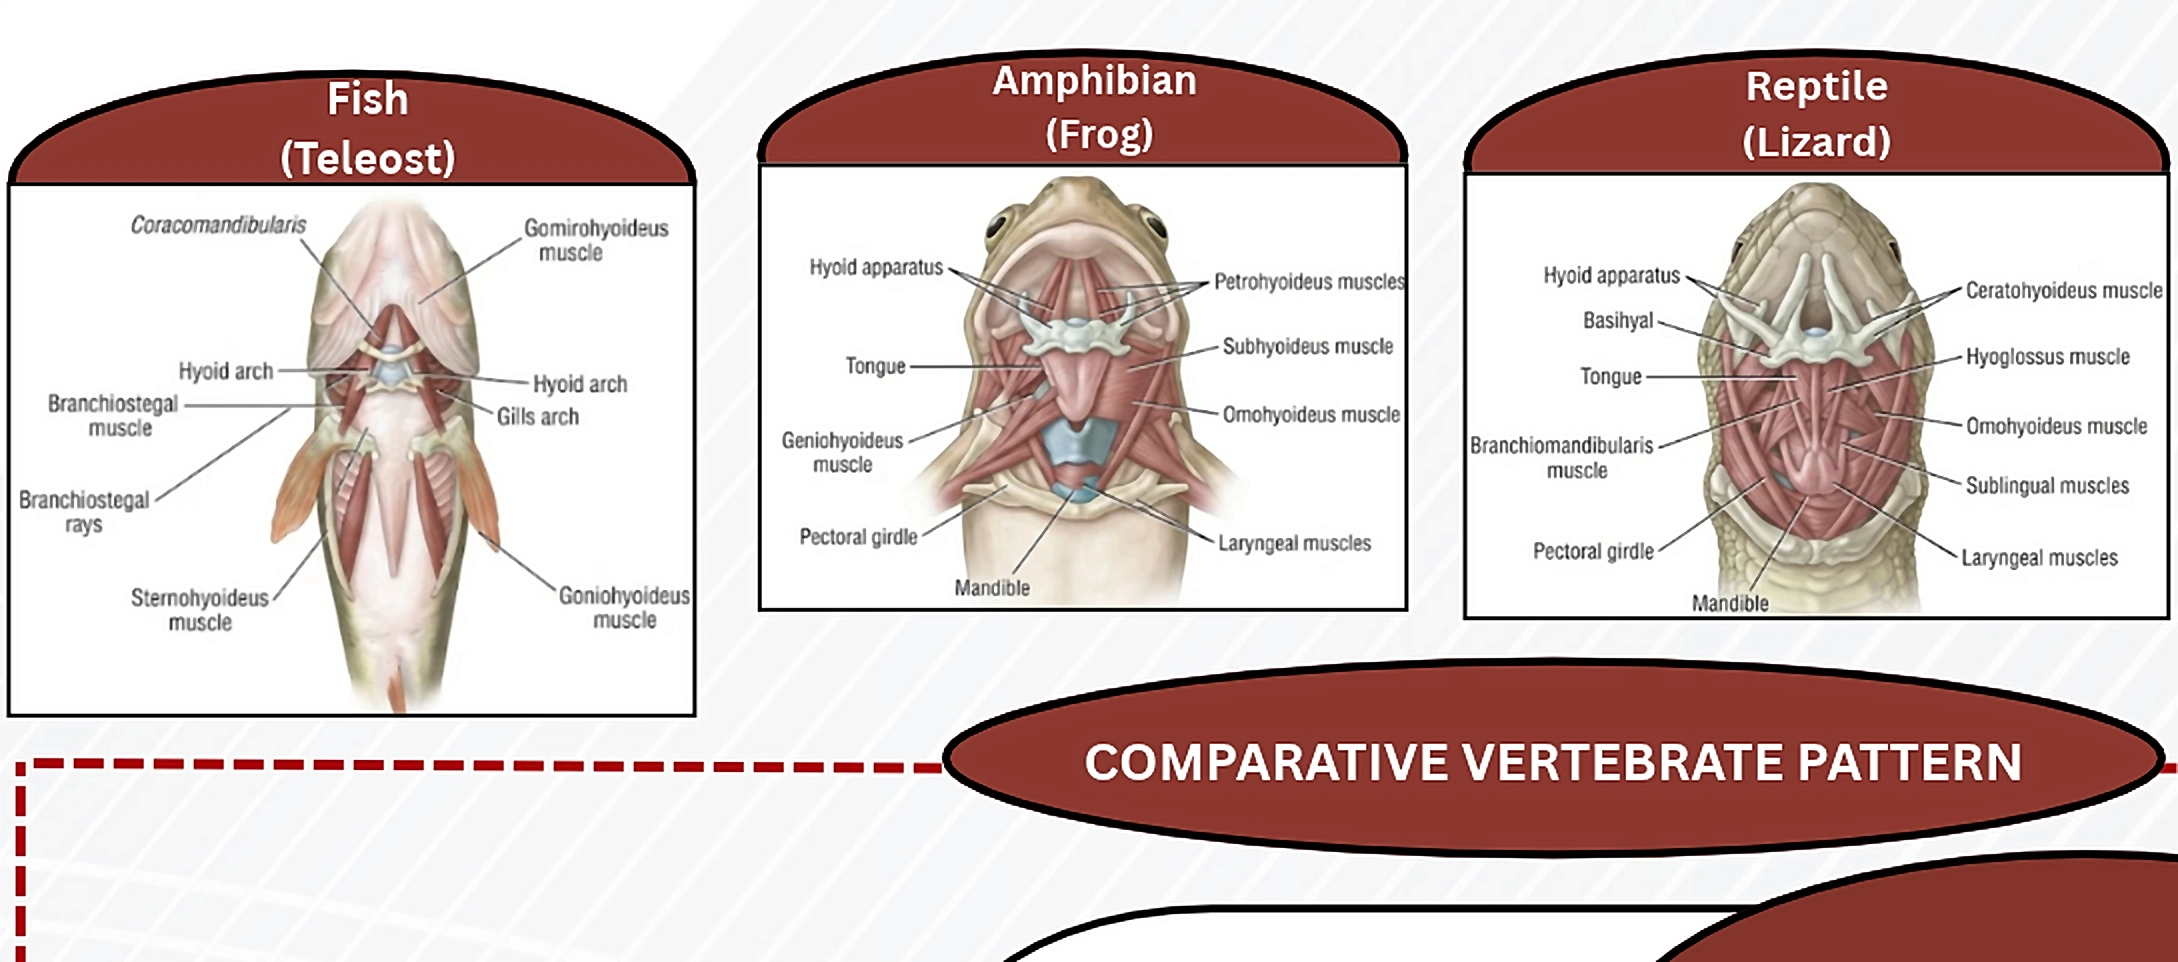 Fish
(Teleost)
Coracomandibularis
Gomirohyoideus
muscle
Hyoid arch
Hyoid arch
Branchiostegal
muscle
Gills arch
Branchiostegal
rays
Sternohyoideus
muscle
Goniohyoideus
muscle
Amphibian
(Frog)
Hyoid apparatus
Petrohyoideus muscles
Subhyoideus muscle
Tongue
Omohyoideus muscle
Geniohyoideus
muscle
Pectoral girdle
Laryngeal muscles
Mandible
Reptile
(Lizard)
Hyoid apparatus
Ceratohyoideus muscle
Basihyal
Hyoglossus muscle
Tongue
Omohyoideus muscle
Branchiomandibularis
muscle
Sublingual muscles
Pectoral girdle
Laryngeal muscles
Mandible
COMPARATIVE VERTEBRATE PATTERN